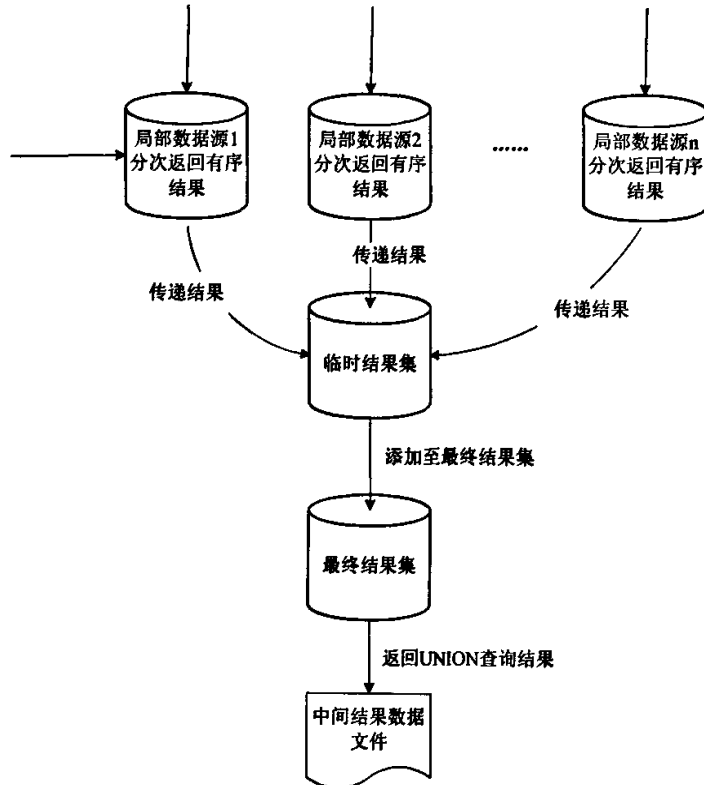 局部数据源1
分次返回有序
结果
局部数据源2
分次返回有序
结果
......
局部数据源n
分次返回有序
结果
传递结果
传递结果
传递结果
临时结果集
添加至最终结果集
最终结果集
返回UNION查询结果
中间结果数据
文件